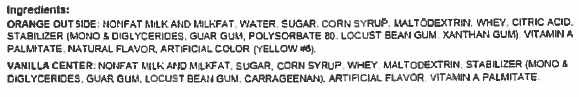 Ingredients:
ORANGE OUTSIDE: NONFAT MILK AND MILKFAT, WATER, SUGAR, CORN SYRUP, MALTODEXTRIN, WHEY, CITRIC ACID,
STABILIZER (MONO & DIGLYCERIDES, GUAR GUM, POLYSORBATE 80, LOCUST BEAN GUM, XANTHAN GUM), VITAMIN A
PALMITATE, NATURAL FLAVOR, ARTIFICIAL COLOR (YELLOW #6).
VANILLA CENTER: NONFAT MILK AND MILKFAT, SUGAR, CORN SYRUP, WHEY, MALTODEXTRIN, STABILIZER (MONO &
DIGLYCERIDES, GUAR GUM, LOCUST BEAN GUM, CARRAGEENAN), ARTIFICIAL FLAVOR, VITAMIN A PALMITATE.